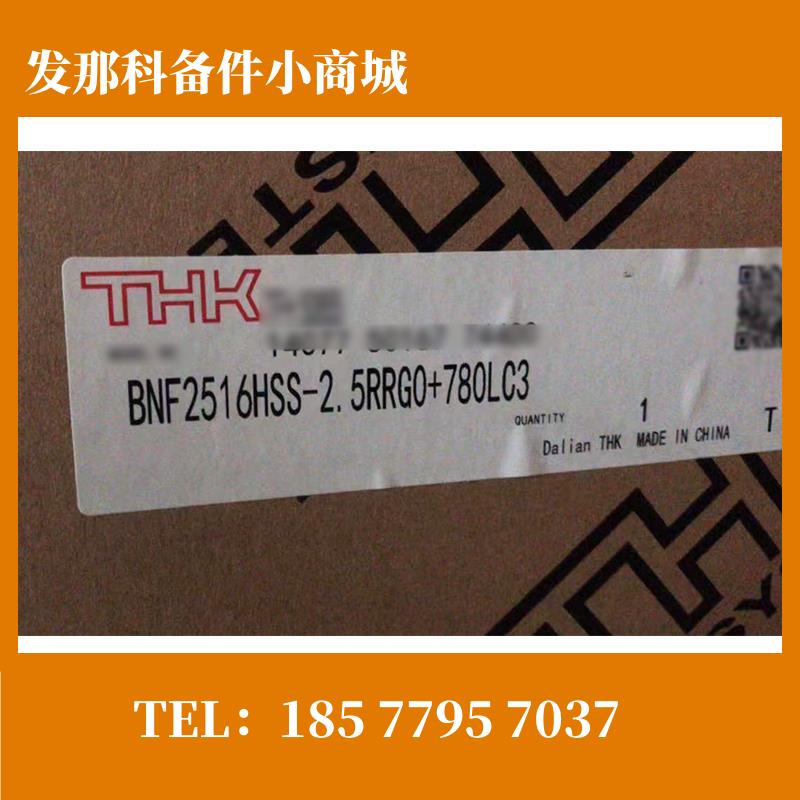 发那科备件小商城
THK
BNF2516HSS-2.5RRG0+780LC3
QUANTITY 1
Dalian THK MADE IN CHINA
T
TEL：185 7795 7037